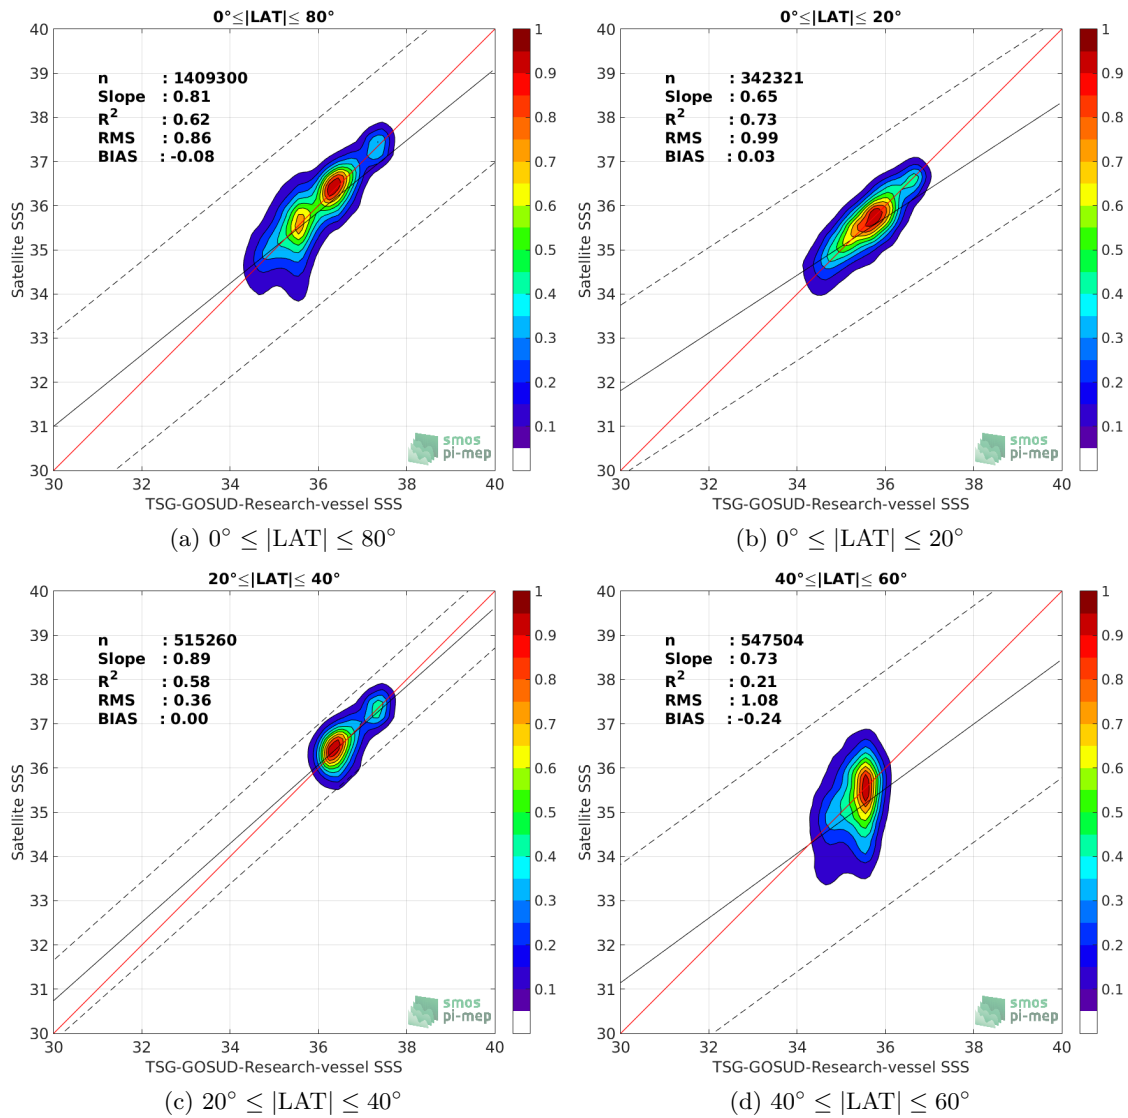 0°≤|LAT|≤ 80°
n : 1409300
Slope : 0.81
R² : 0.62
RMS : 0.86
BIAS : -0.08
40
39
38
37
36
35
34
33
32
31
30
Satellite SSS
30 32 34 36 38 40
TSG-GOSUD-Research-vessel SSS
1
0.9
0.8
0.7
0.6
0.5
0.4
0.3
0.2
0.1
smos
pi-mep
(a) 0° ≤ |LAT| ≤ 80°
0°≤|LAT|≤ 20°
n : 342321
Slope : 0.65
R² : 0.73
RMS : 0.99
BIAS : 0.03
40
39
38
37
36
35
34
33
32
31
30
Satellite SSS
30 32 34 36 38 40
TSG-GOSUD-Research-vessel SSS
1
0.9
0.8
0.7
0.6
0.5
0.4
0.3
0.2
0.1
smos
pi-mep
(b) 0° ≤ |LAT| ≤ 20°
20°≤|LAT|≤ 40°
n : 515260
Slope : 0.89
R² : 0.58
RMS : 0.36
BIAS : 0.00
40
39
38
37
36
35
34
33
32
31
30
Satellite SSS
30 32 34 36 38 40
TSG-GOSUD-Research-vessel SSS
1
0.9
0.8
0.7
0.6
0.5
0.4
0.3
0.2
0.1
smos
pi-mep
(c) 20° ≤ |LAT| ≤ 40°
40°≤|LAT|≤ 60°
n : 547504
Slope : 0.73
R² : 0.21
RMS : 1.08
BIAS : -0.24
40
39
38
37
36
35
34
33
32
31
30
Satellite SSS
30 32 34 36 38 40
TSG-GOSUD-Research-vessel SSS
1
0.9
0.8
0.7
0.6
0.5
0.4
0.3
0.2
0.1
smos
pi-mep
(d) 40° ≤ |LAT| ≤ 60°